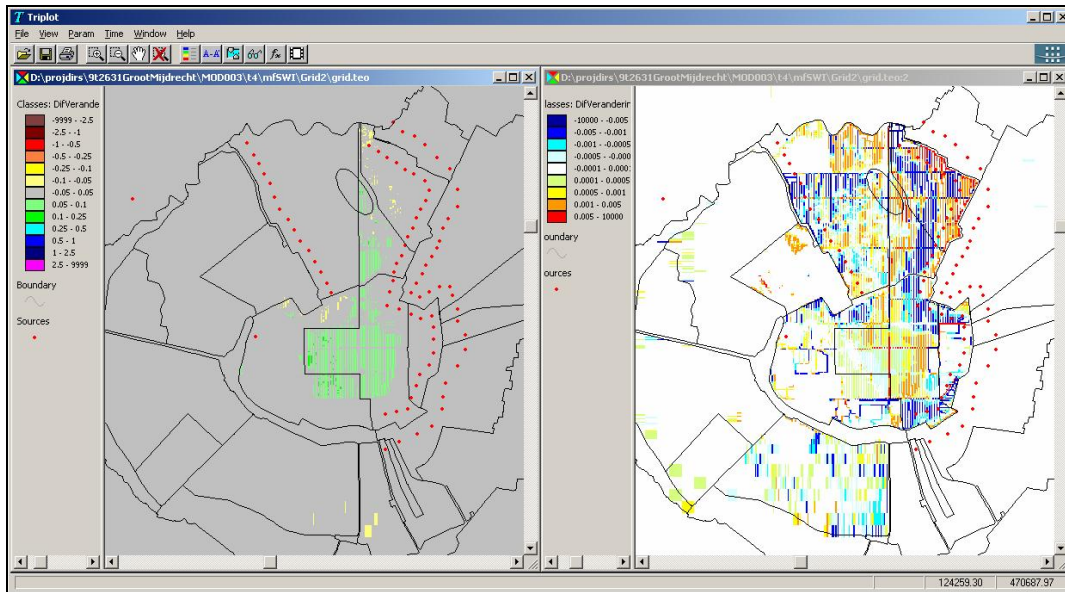 Triplot
File View Param Time Window Help
D:\projdirs\9t2631GrootMijdrecht\MOD003\t4\mfSWI\Grid2\grid.teo
Classes: DifVerande
-9999 - -2.5
-2.5 - -1
-1 - -0.5
-0.5 - -0.25
-0.25 - -0.1
-0.1 - -0.05
-0.05 - 0.05
0.05 - 0.1
0.1 - 0.25
0.25 - 0.5
0.5 - 1
1 - 2.5
2.5 - 9999
Boundary
Sources
D:\projdirs\9t2631GrootMijdrecht\MOD003\t4\mfSWI\Grid2\grid.teo:2
lasses: DifVeranderir
-10000 - -0.005
-0.005 - -0.001
-0.001 - -0.0005
-0.0005 - -0.000
-0.0001 - 0.000
0.0001 - 0.0005
0.0005 - 0.001
0.001 - 0.005
0.005 - 10000
oundary
ources
124259.30 470687.97